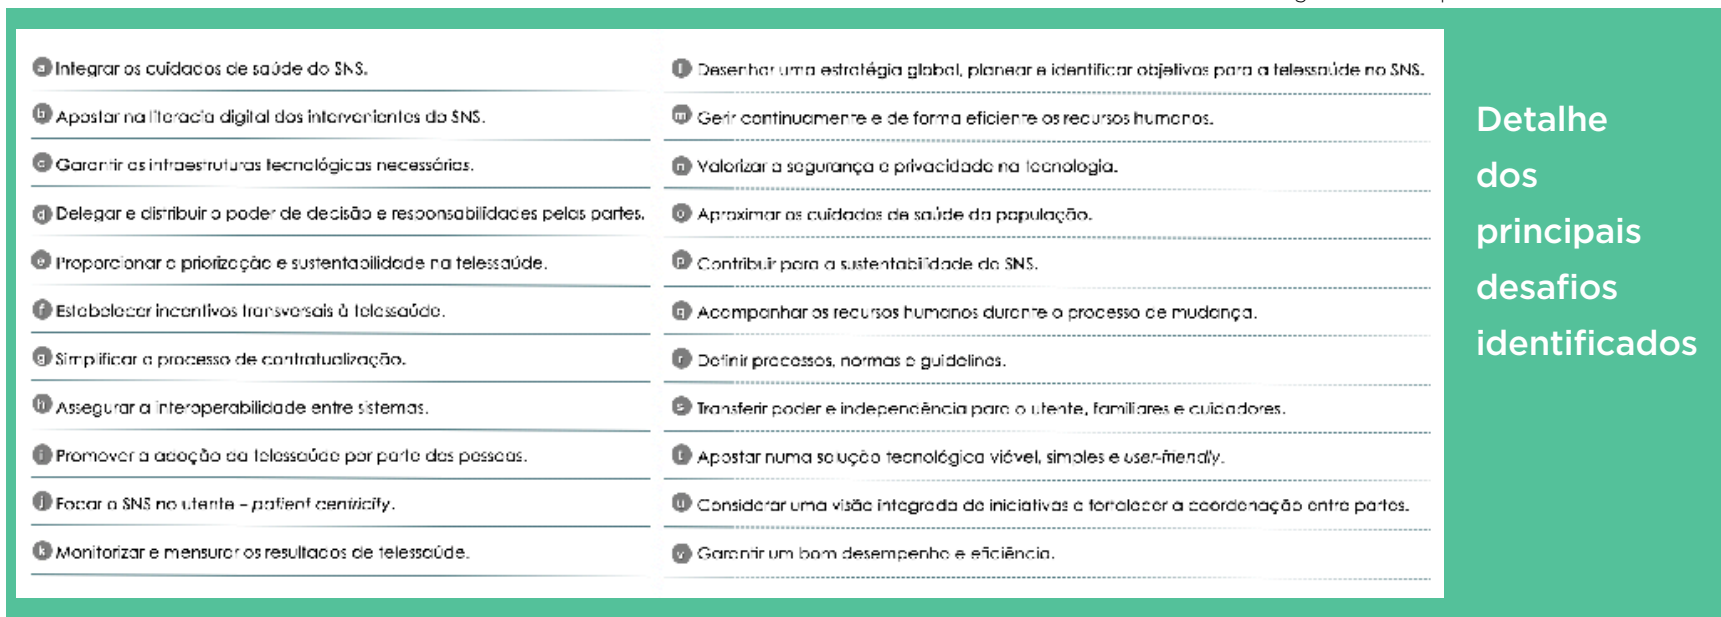 a Integrar os cuidados de saúde do SNS.
b Apostar na literacia digital dos intervenientes do SNS.
c Garantir as infraestruturas tecnológicas necessárias.
d Delegar e distribuir o poder de decisão e responsabilidades pelas partes.
e Proporcionar a priorização e sustentabilidade na telessaúde.
f Estabelecer incentivos transversais à telessaúde.
g Simplificar o processo de contratualização.
h Assegurar a interoperabilidade entre sistemas.
i Promover a adoção da telessaúde por parte das pessoas.
j Focar o SNS no utente – patient centricity.
k Monitorizar e mensurar os resultados de telessaúde.
l Desenhar uma estratégia global, planear e identificar objetivos para a telessaúde no SNS.
m Gerir continuamente e de forma eficiente os recursos humanos.
n Valorizar a segurança e privacidade na tecnologia.
o Aproximar os cuidados de saúde da população.
p Contribuir para a sustentabilidade do SNS.
q Acompanhar os recursos humanos durante o processo de mudança.
r Definir processos, normas e guidelines.
s Transferir poder e independência para o utente, familiares e cuidadores.
t Apostar numa solução tecnológica viável, simples e user-friendly.
u Considerar uma visão integrada de iniciativas e fortalecer a coordenação entre partes.
v Garantir um bom desempenho e eficiência.
Detalhe
dos
principais
desafios
identificados